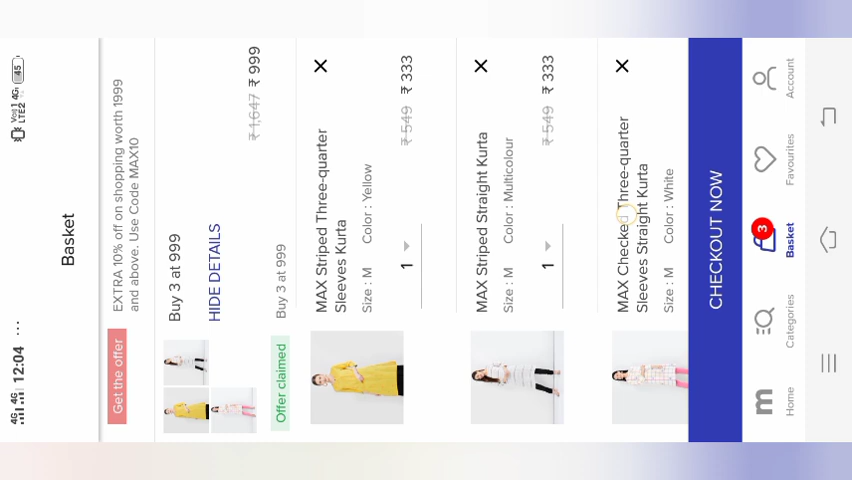 4G 4G 12:04 ...
Voj 1 4G
LTE2
45
Basket
Get the offer
EXTRA 10% off on shopping worth 1999
and above. Use Code MAX10
Buy 3 at 999
₹ 1,647 ₹ 999
HIDE DETAILS
Offer claimed
Buy 3 at 999
MAX Striped Three-quarter
Sleeves Kurta
Size : M Color : Yellow
1
₹ 549 ₹ 333
MAX Striped Straight Kurta
Size : M Color : Multicolour
1
₹ 549 ₹ 333
MAX Checked Three-quarter
Sleeves Straight Kurta
Size : M Color : White
CHECKOUT NOW
m
3
Home
Categories
Basket
Favourites
Account